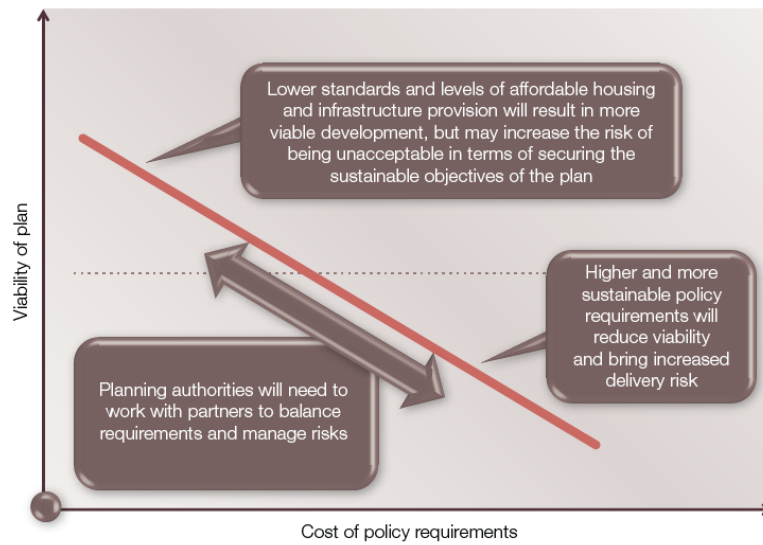 Lower standards and levels of affordable housing
and infrastructure provision will result in more
viable development, but may increase the risk of
being unacceptable in terms of securing the
sustainable objectives of the plan
Viability of plan
Higher and more
sustainable policy
requirements will
reduce viability
and bring increased
delivery risk
Planning authorities will need to
work with partners to balance
requirements and manage risks
Cost of policy requirements